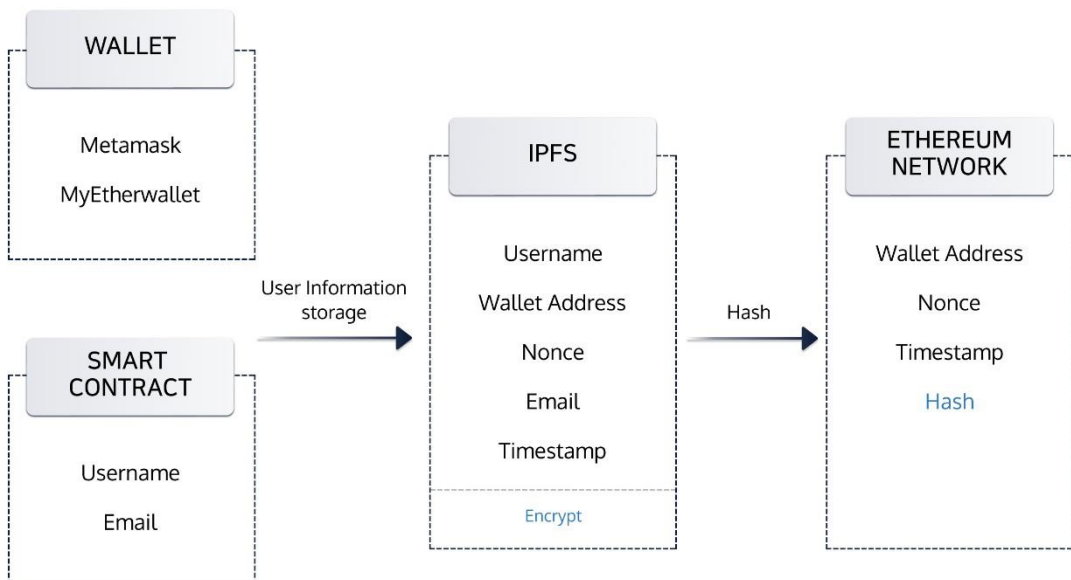 WALLET
Metamask
MyEtherwallet
SMART
CONTRACT
Username
Email
User Information
storage
IPFS
Username
Wallet Address
Nonce
Email
Timestamp
Encrypt
Hash
ETHEREUM
NETWORK
Wallet Address
Nonce
Timestamp
Hash